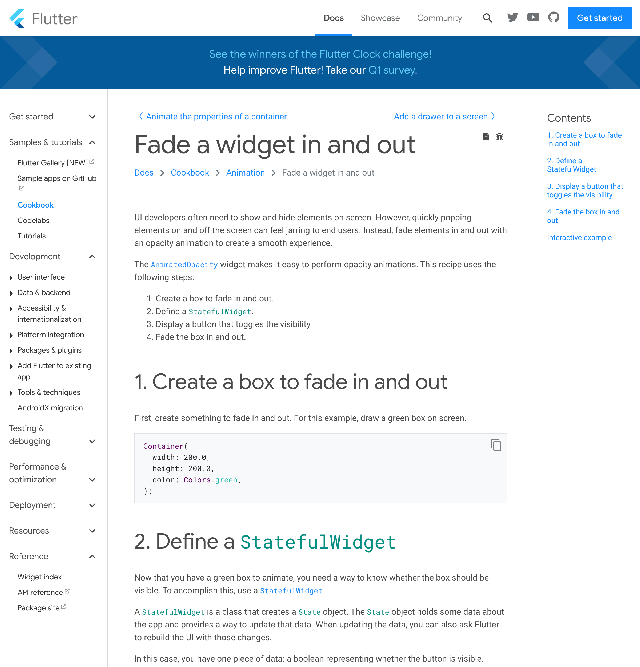 Flutter
Docs
Showcase
Community
Get started
See the winners of the Flutter Clock challenge!
Help improve Flutter! Take our Q1 survey.
Get started
Samples & tutorials
Flutter Gallery [NEW
Sample apps on GitHub
Cookbook
Codelabs
Tutorials
Development
User interface
Data & backend
Accessibility &
internationalization
Platform integration
Packages & plugins
Add Flutter to existing
app
Tools & techniques
AndroidX migration
Testing &
debugging
Performance &
optimization
Deployment
Resources
Reference
Widget index
API reference
Package site
Animate the properties of a container
Add a drawer to a screen
Fade a widget in and out
Docs
Cookbook
Animation
Fade a widget in and out
UI developers often need to show and hide elements on screen. However, quickly popping
elements on and off the screen can feel jarring to end users. Instead, fade elements in and out with
an opacity animation to create a smooth experience.
The AnimatedOpacity widget makes it easy to perform opacity animations. This recipe uses the
following steps:
1. Create a box to fade in and out.
2. Define a StatefulWidget.
3. Display a button that toggles the visibility.
4. Fade the box in and out.
1. Create a box to fade in and out
First, create something to fade in and out. For this example, draw a green box on screen.
Container(
width: 200.0,
height: 200.0,
color: Colors.green,
);
2. Define a StatefulWidget
Now that you have a green box to animate, you need a way to know whether the box should be
visible. To accomplish this, use a StatefulWidget.
A StatefulWidget is a class that creates a State object. The State object holds some data about
the app and provides a way to update that data. When updating the data, you can also ask Flutter
to rebuild the UI with those changes.
In this case, you have one piece of data: a boolean representing whether the button is visible.
Contents
1. Create a box to fade
in and out
2. Define a
StatefulWidget
3. Display a button that
toggles the visibility
4. Fade the box in and
out
Interactive example